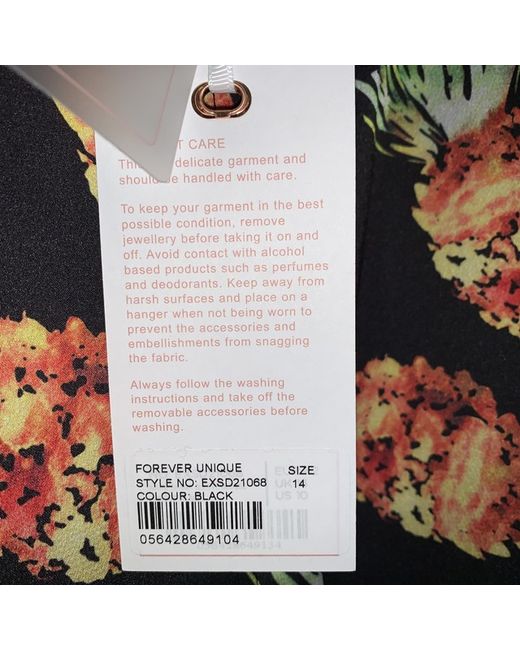 CARE
This delicate garment and
should be handled with care.
To keep your garment in the best
possible condition, remove
jewellery before taking it on and
off. Avoid contact with alcohol
based products such as perfumes
and deodorants. Keep away from
harsh surfaces and place on a
hanger when not being worn to
prevent the accessories and
embellishments from snagging
the fabric.
Always follow the washing
instructions and take off the
removable accessories before
washing.
FOREVER UNIQUE SIZE
STYLE NO: EXSD21068 UK 14
COLOUR: BLACK US 10
056428649104